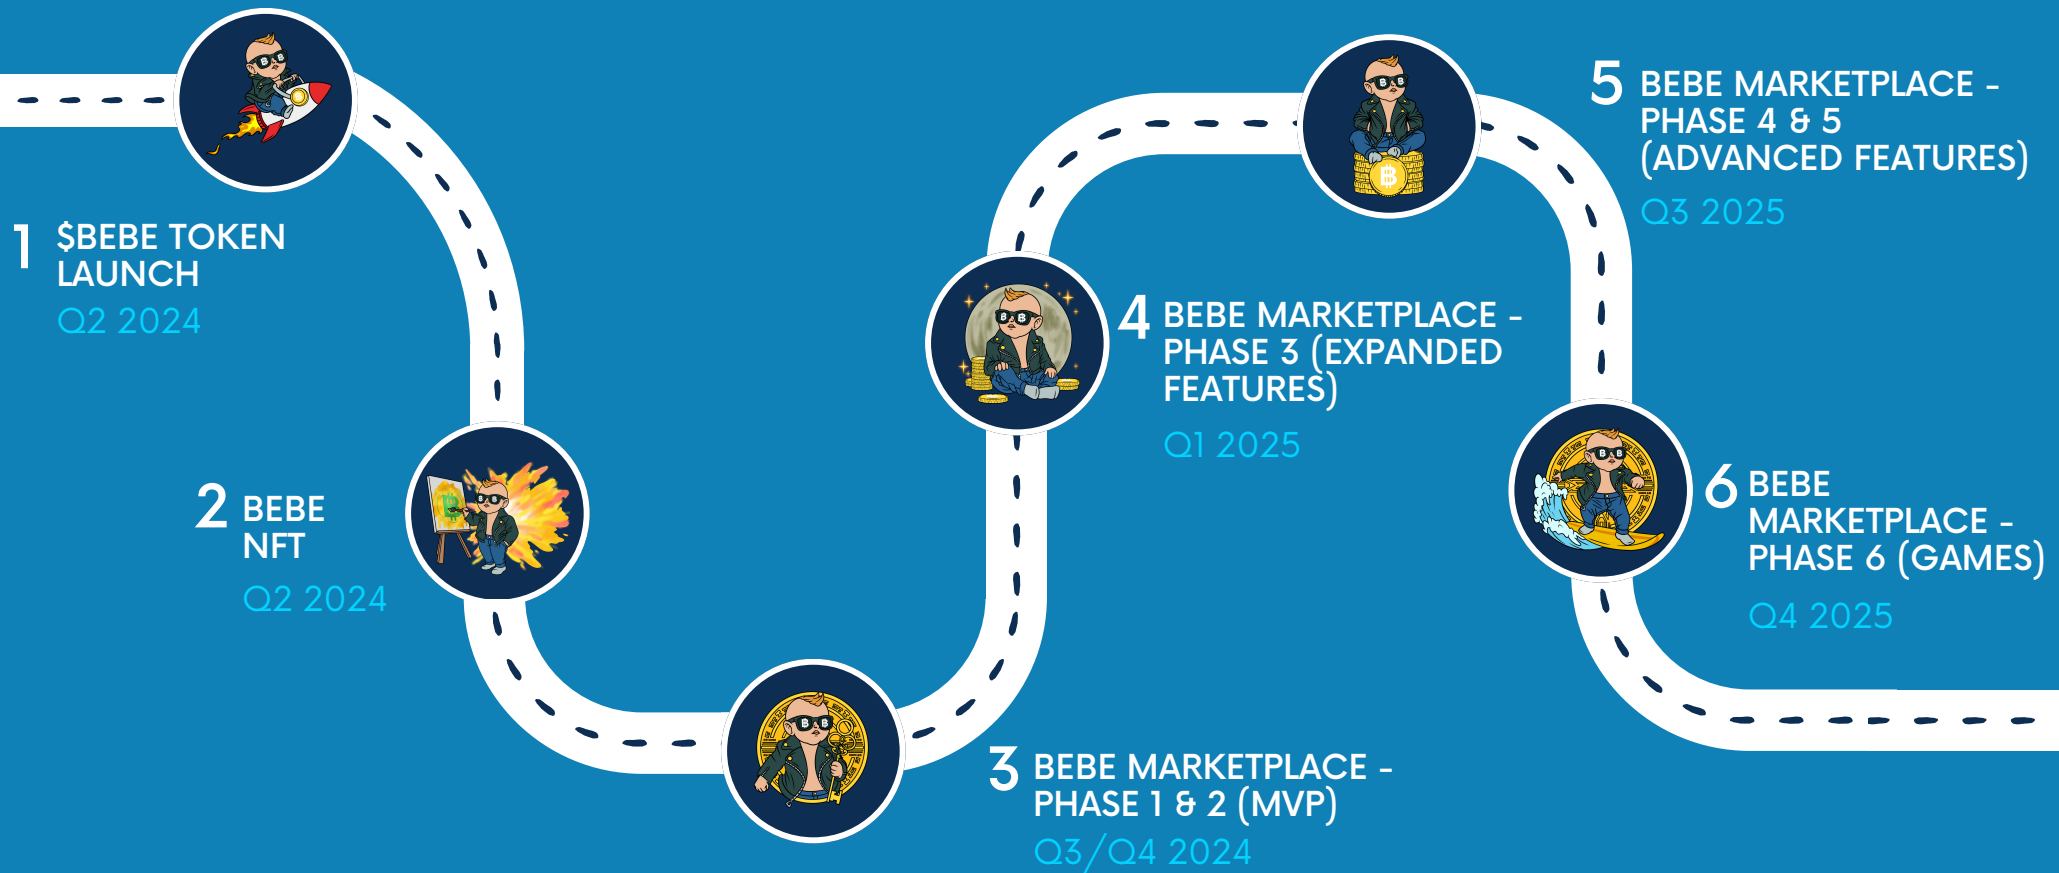 1
$BEBE TOKEN
LAUNCH
Q2 2024
2
BEBE
NFT
Q2 2024
3
BEBE MARKETPLACE -
PHASE 1 & 2 (MVP)
Q3/Q4 2024
4
BEBE MARKETPLACE -
PHASE 3 (EXPANDED
FEATURES)
Q1 2025
5
BEBE MARKETPLACE -
PHASE 4 & 5
(ADVANCED FEATURES)
Q3 2025
6
BEBE
MARKETPLACE -
PHASE 6 (GAMES)
Q4 2025